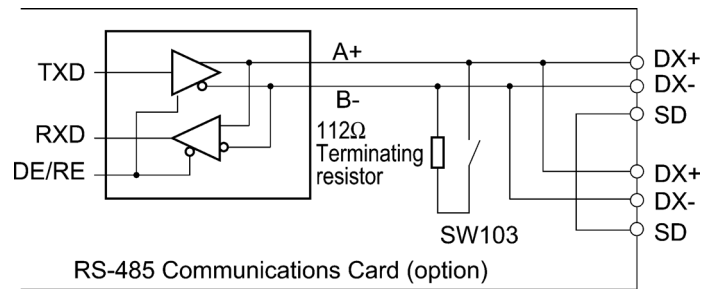 A+
DX+
TXD
DX-
B-
SD
RXD
112Ω
Terminating
resistor
DE/RE
DX+
DX-
SW103
SD
RS-485 Communications Card (option)